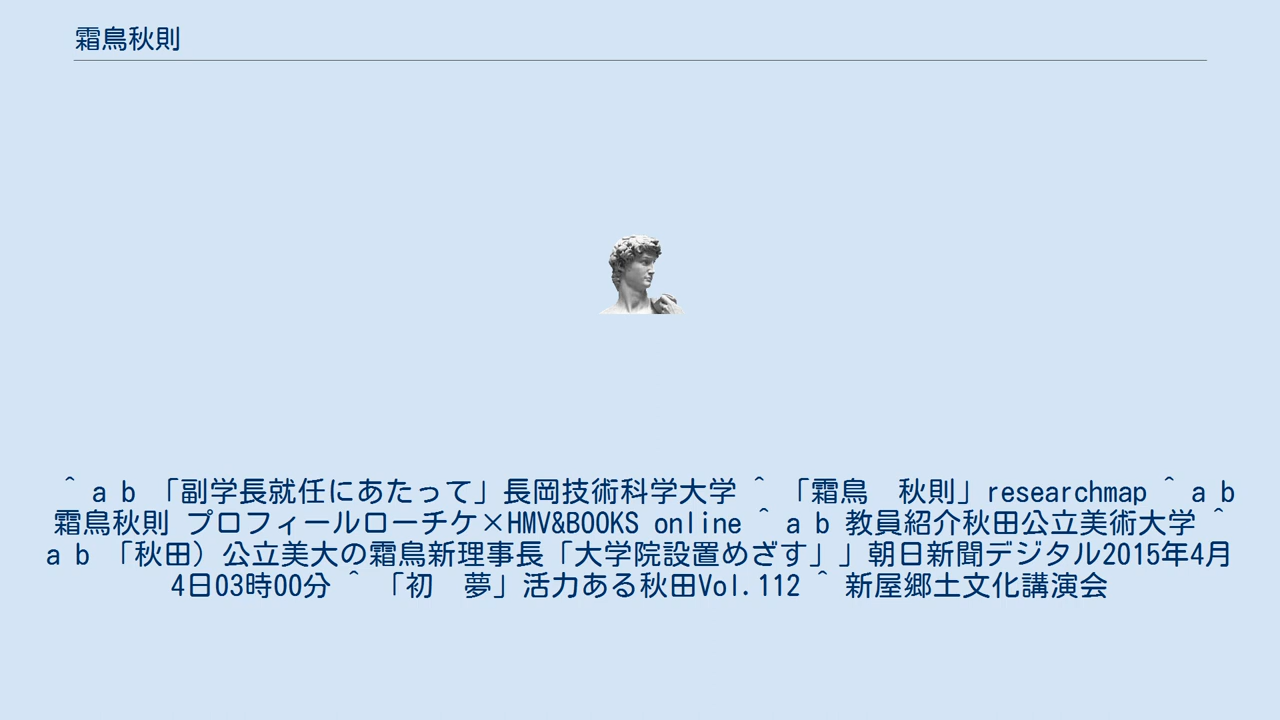 霜鳥秋則
^ a b 「副学長就任にあたって」長岡技術科学大学 ^ 「霜鳥　秋則」researchmap ^ a b
霜鳥秋則 プロフィールローチケ×HMV&BOOKS online ^ a b 教員紹介秋田公立美術大学 ^
a b 「秋田）公立美大の霜鳥新理事長「大学院設置めざす」」朝日新聞デジタル2015年4月
4日03時00分 ^ 「初　夢」活力ある秋田Vol.112 ^ 新屋郷土文化講演会